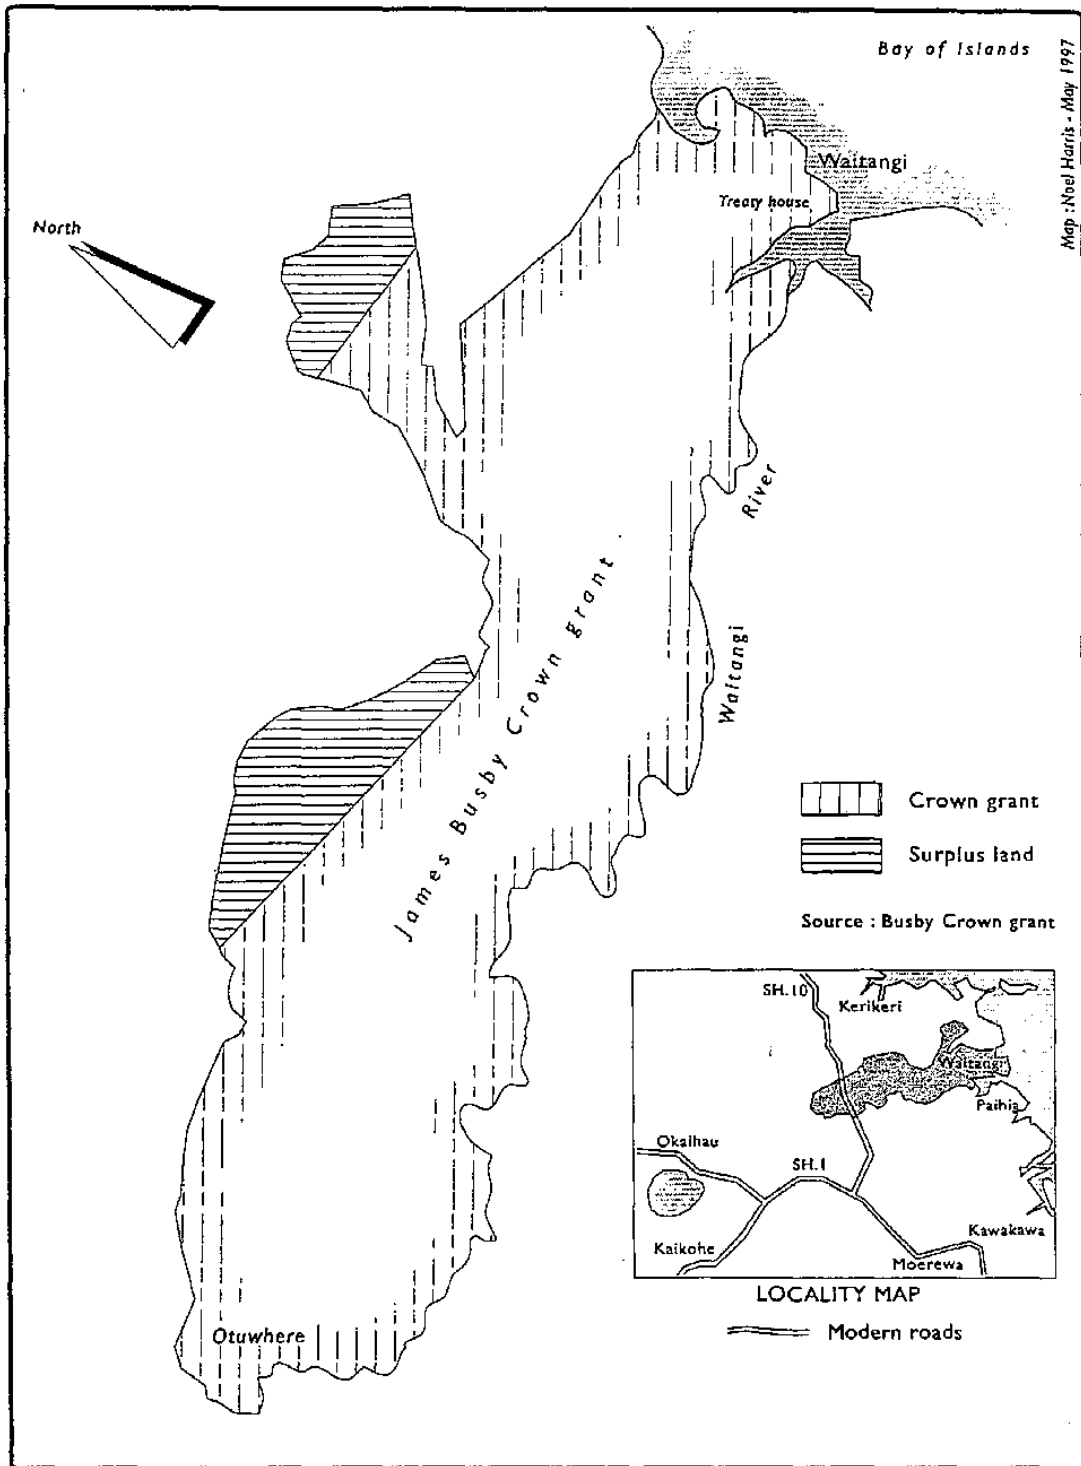 Bay of Islands
Map : Noel Harris - May 1997
Waitangi
Treaty house
North
River
Waitangi
James Busby Crown grant
Crown grant
Surplus land
Source : Busby Crown grant
SH.10
Kerikeri
Waitangi
Paihia
Okaihau
SH.1
Kawakawa
Kaikohe
Moerewa
LOCALITY MAP
Modern roads
Otuwhere